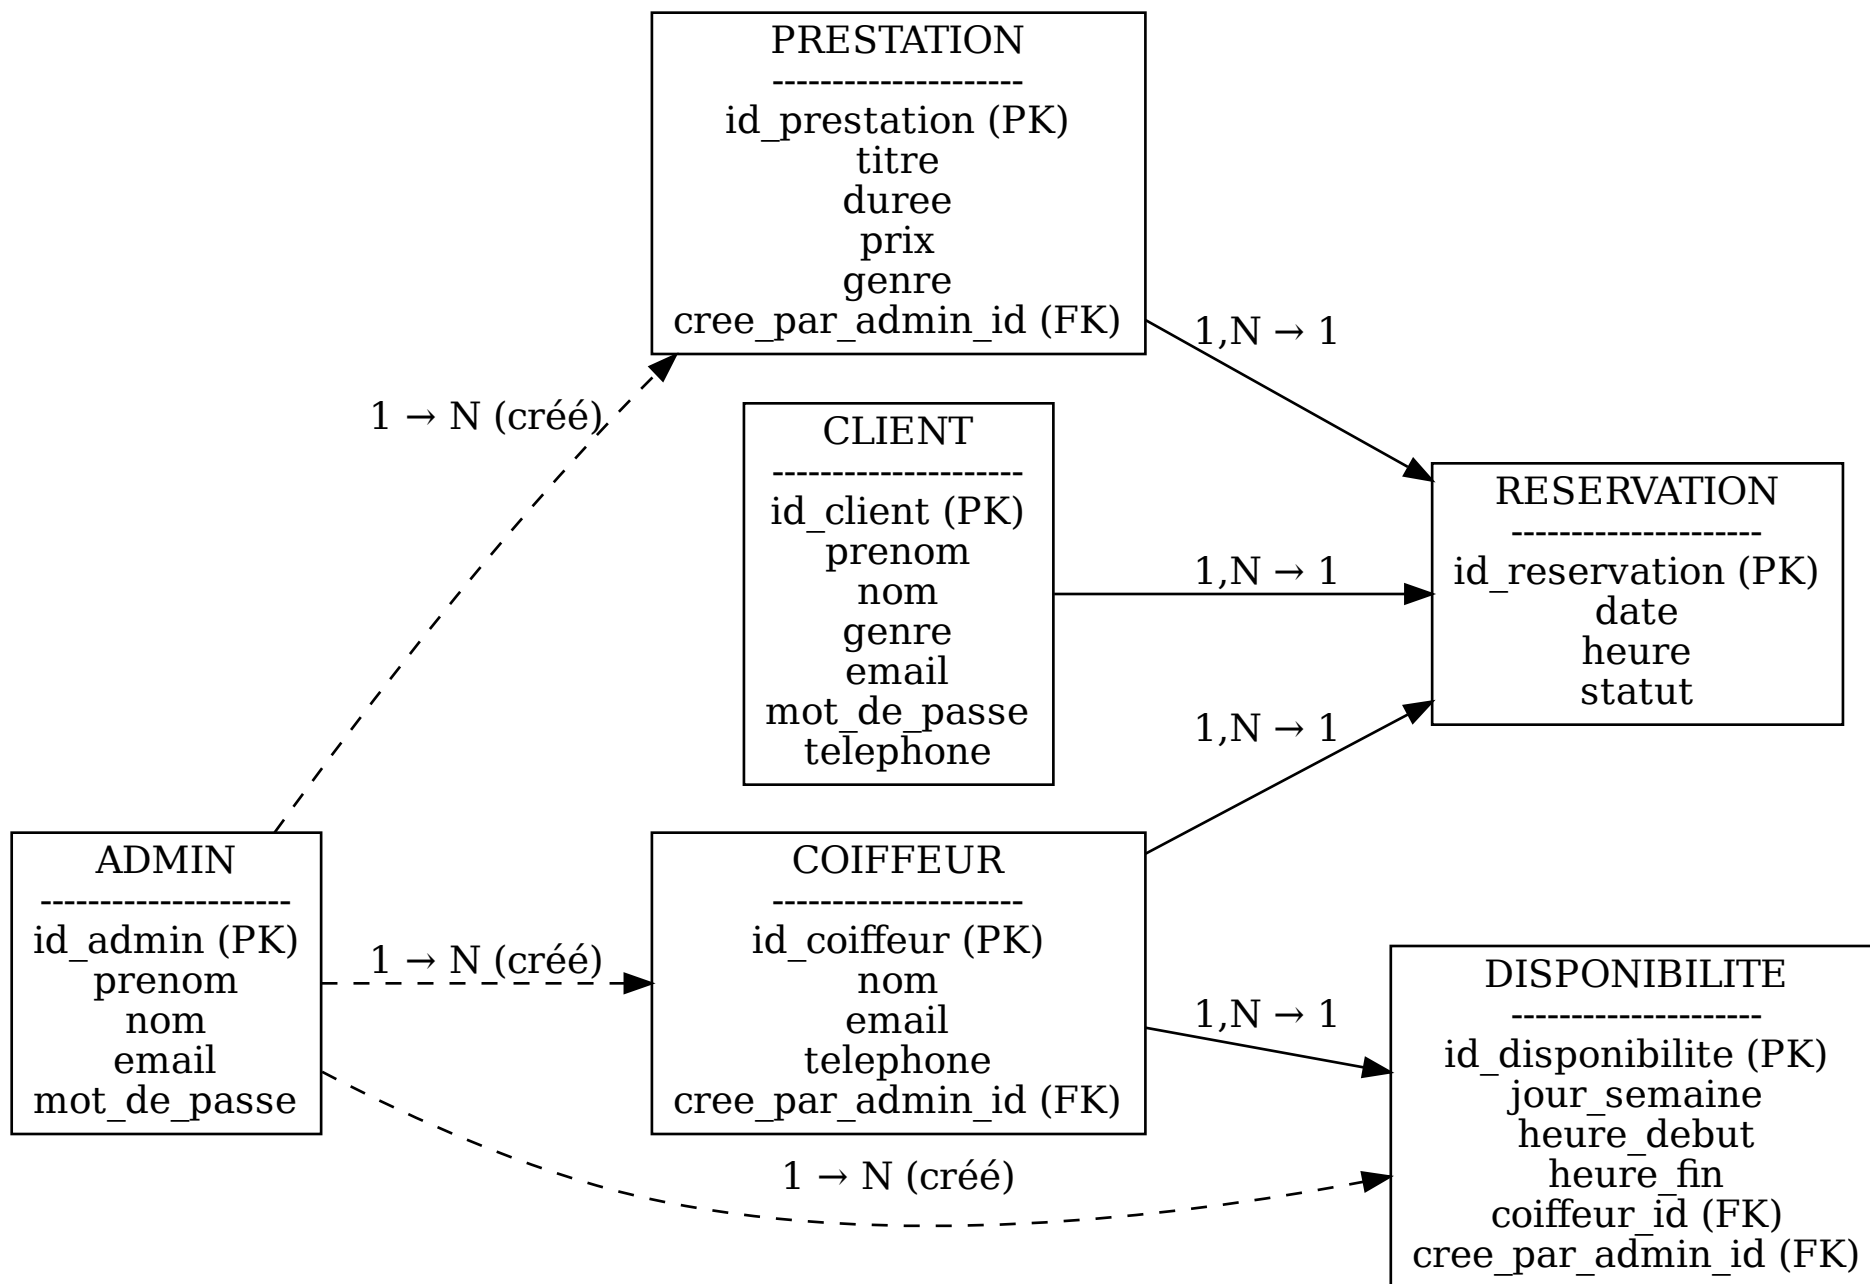 PRESTATION
---------------------
id_prestation (PK)
titre
duree
prix
genre
cree_par_admin_id (FK)
1,N → 1
1 → N (créé)
CLIENT
---------------------
id_client (PK)
prenom
nom
genre
email
mot_de_passe
telephone
1,N → 1
RESERVATION
---------------------
id_reservation (PK)
date
heure
statut
1,N → 1
ADMIN
---------------------
id_admin (PK)
prenom
nom
email
mot_de_passe
1 → N (créé)
COIFFEUR
---------------------
id_coiffeur (PK)
nom
email
telephone
cree_par_admin_id (FK)
1,N → 1
1 → N (créé)
DISPONIBILITE
---------------------
id_disponibilite (PK)
jour_semaine
heure_debut
heure_fin
coiffeur_id (FK)
cree_par_admin_id (FK)